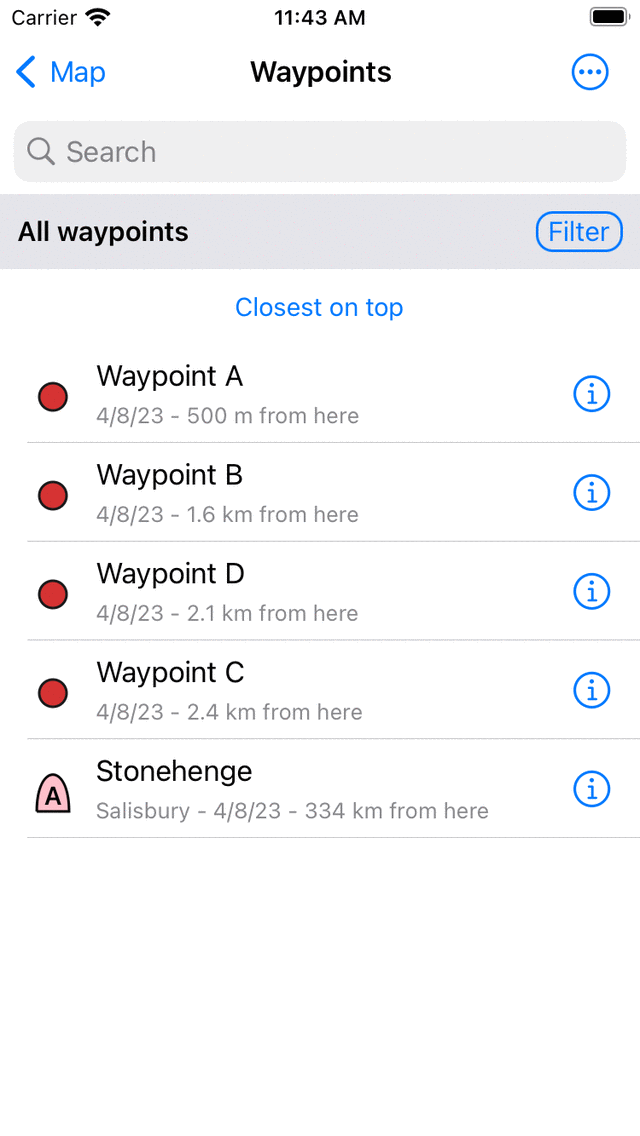 Carrier 11:43 AM
Map Waypoints
Search
All waypoints Filter
Closest on top
Waypoint A
4/8/23 - 500 m from here
Waypoint B
4/8/23 - 1.6 km from here
Waypoint D
4/8/23 - 2.1 km from here
Waypoint C
4/8/23 - 2.4 km from here
A Stonehenge
Salisbury - 4/8/23 - 334 km from here